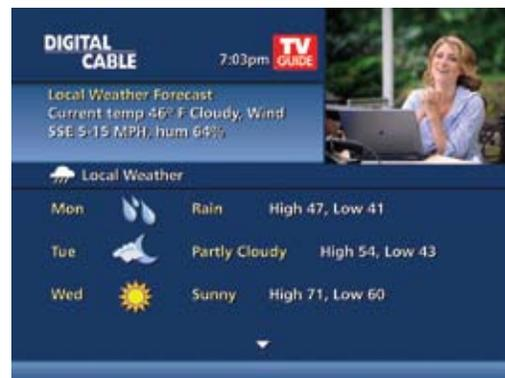 DIGITAL
CABLE
7:03pm
TV
GUIDE
Local Weather Forecast
Current temp 46° F Cloudy, Wind
SSE 5-15 MPH, hum 64%
Local Weather
Mon Rain High 47, Low 41
Tue Partly Cloudy High 54, Low 43
Wed Sunny High 71, Low 60